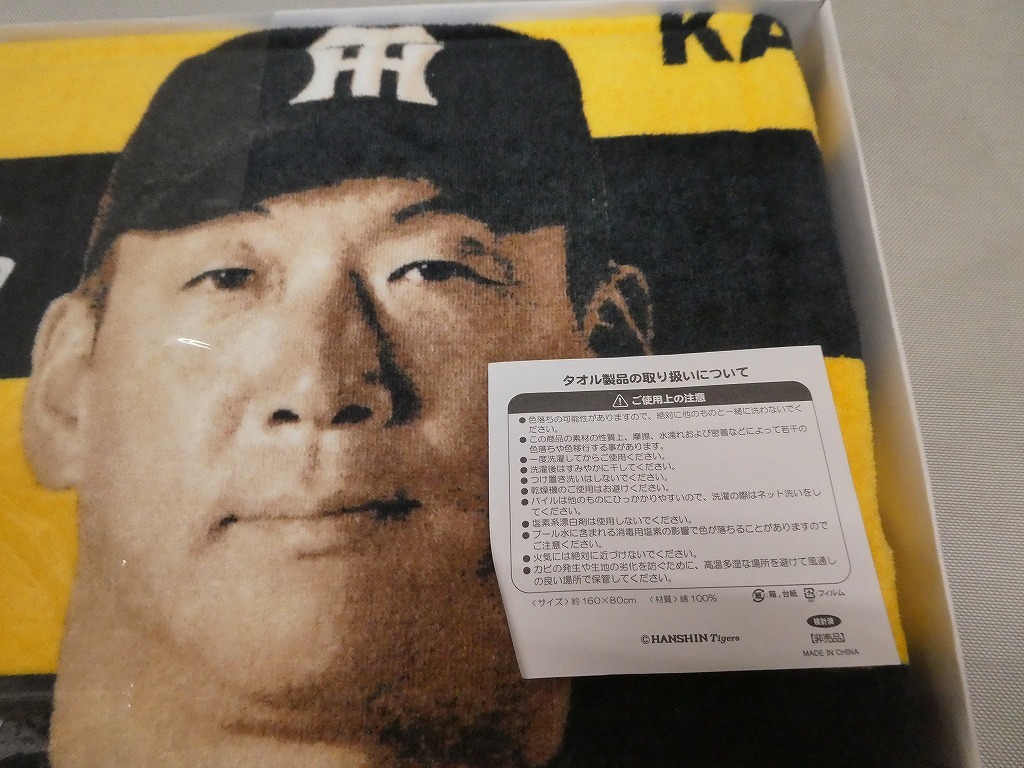 HT
KA
タオル製品の取り扱いについて
ご使用上の注意
●色落ちの可能性がありますので、絶対に他のものと一緒に洗わないでく
ださい。
●この商品の素材の性質上、摩擦、水濡れおよび密着などによって若干の
色落ちや色移行する事があります。
●一度洗濯してからご使用ください。
●洗濯後はすみやかに干してください。
●つけ置き洗いはしないでください。
●乾燥機のご使用はお避けください。
●パイルは他のものにひっかかりやすいので、洗濯の際はネット洗いをし
てください。
●塩素系漂白剤は使用しないでください。
●プール水に含まれる消毒用塩素の影響で色が落ちることがありますので
ご注意ください。
●火気には絶対に近づけないでください。
●カビの発生や生地の劣化を防ぐために、高温多湿な場所を避けて風通し
の良い場所で保管してください。
〈サイズ〉約160×80cm 〈材質〉綿100%
紙 箱,台紙 プラ フィルム
©HANSHIN Tigers
検針済
【非売品】
MADE IN CHINA